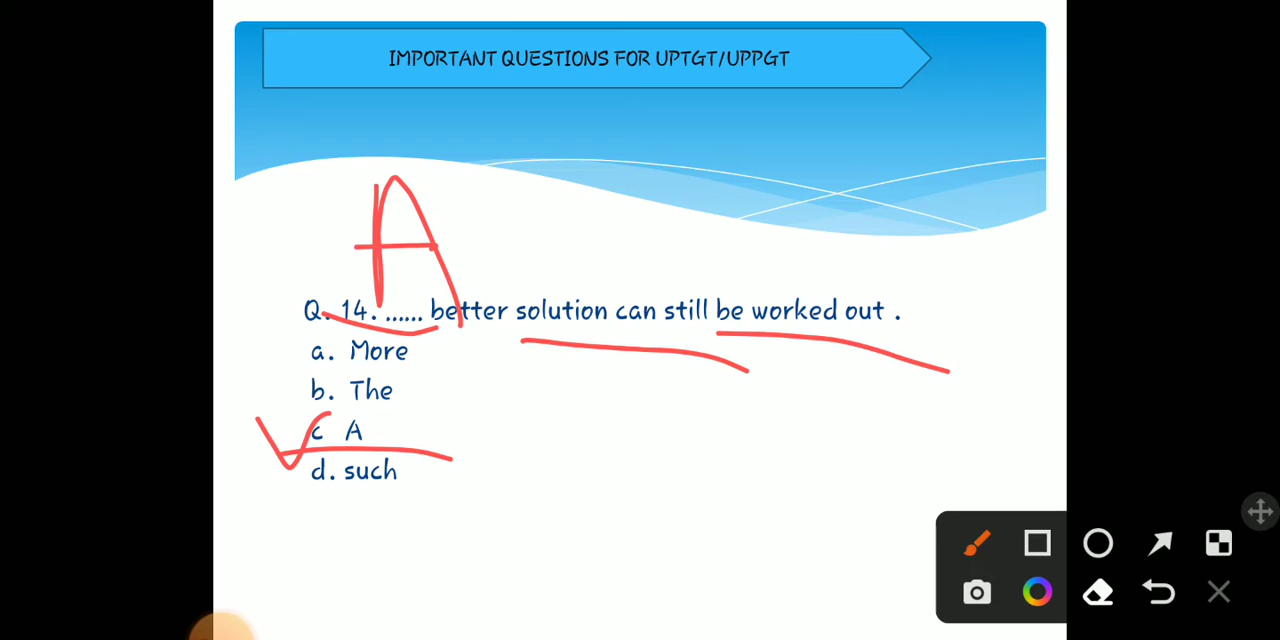 IMPORTANT QUESTIONS FOR UPTGT/UPPGT
A
Q. 14. ...... better solution can still be worked out .
a. More
b. The
c A
d. such